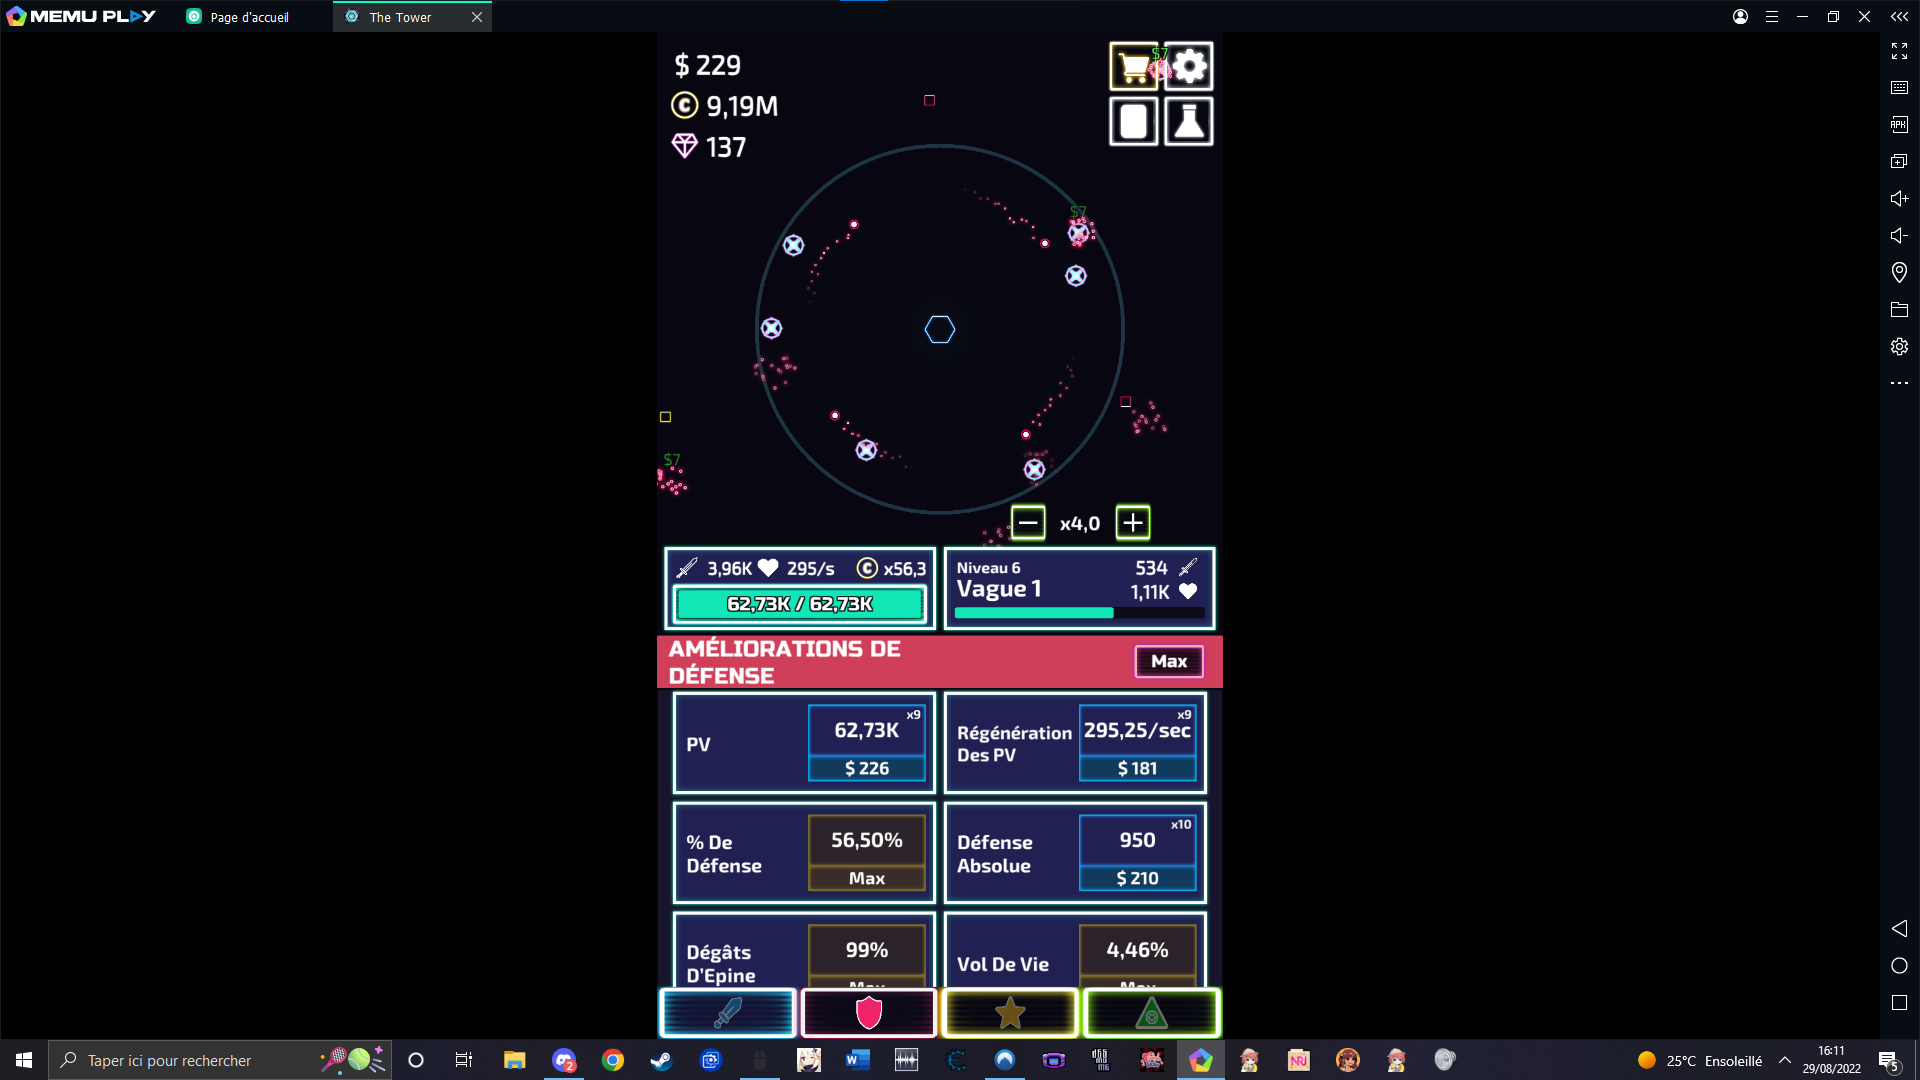 MEMU PLAY
Page d'accueil
The Tower
$ 229
9,19M
137
$7
$7
$7
x4,0
3,96K
295/s
x56,3
62,73K / 62,73K
Niveau 6
534
Vague 1
1,11K
AMÉLIORATIONS DE
DÉFENSE
Max
PV
62,73K
x9
$ 226
Régénération
Des PV
295,25/sec
x9
$ 181
% De
Défense
56,50%
Max
Défense
Absolue
950
x10
$ 210
Dégâts
D'Epine
99%
Max
Vol De Vie
4,46%
Max
Taper ici pour rechercher
25°C Ensoleillé
16:11
29/08/2022